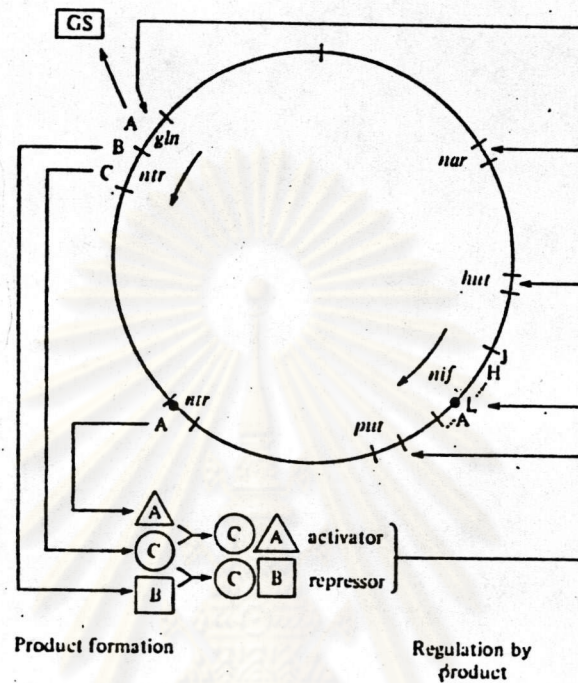 GS
A
B
gln
C
ntr
nar
hut
J
H
nif
L
A
put
ntr
A
A
C
A
activator
C
C
B
repressor
B
Product formation
Regulation by
product